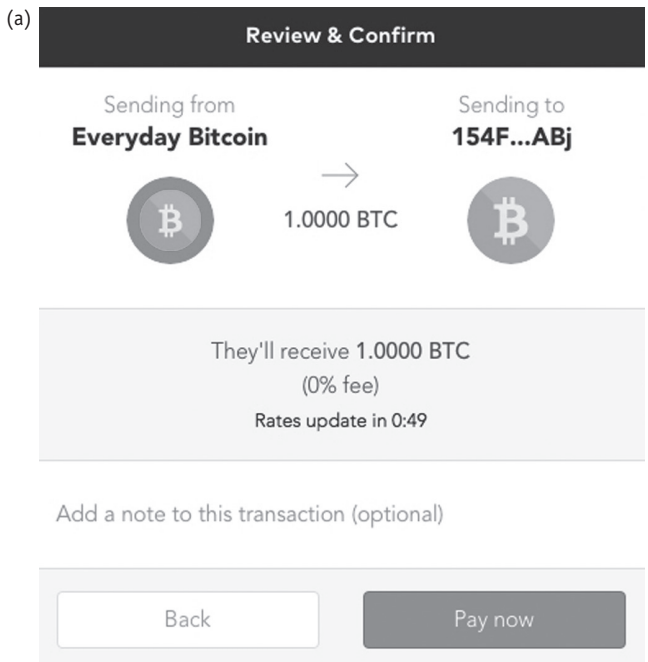 (a)
Review & Confirm
Sending from
Sending to
Everyday Bitcoin
154F...ABj
1.0000 BTC
They'll receive 1.0000 BTC
(0% fee)
Rates update in 0:49
Add a note to this transaction (optional)
Back
Pay now